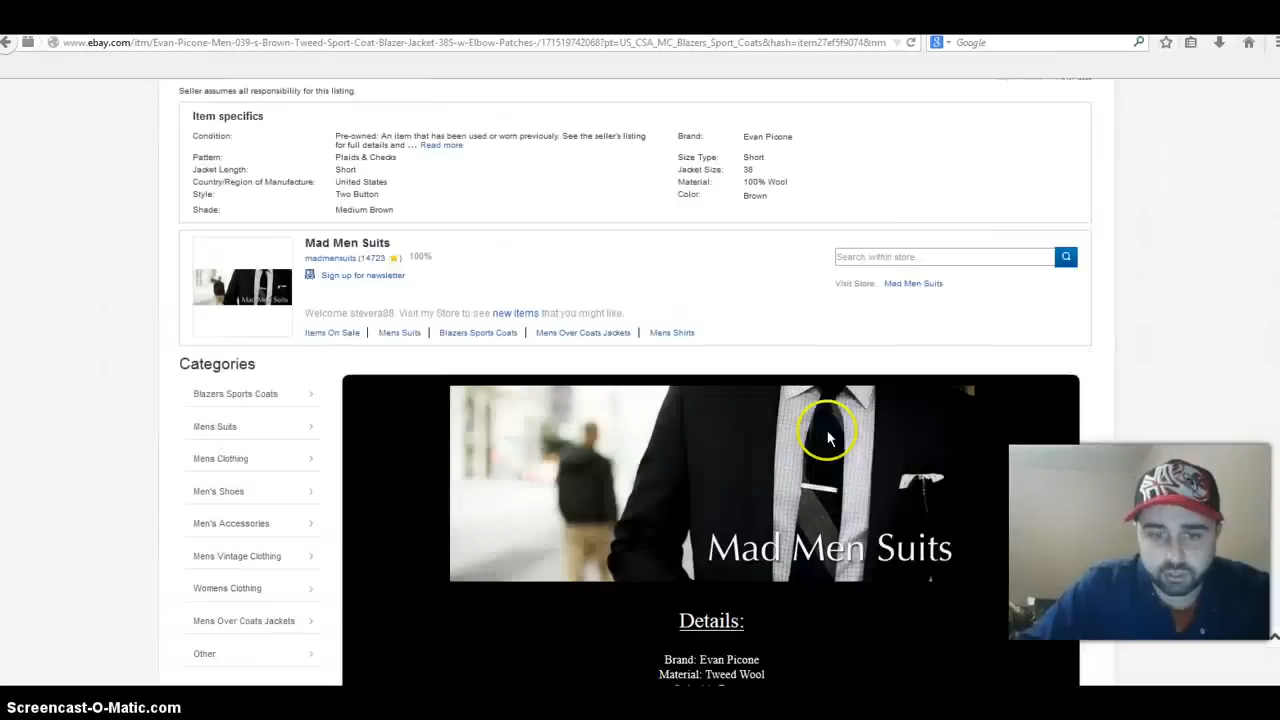 www.ebay.com/itm/Evan-Picone-Men-039-s-Brown-Tweed-Sport-Coat-Blazer-Jacket-38S-w-Elbow-Patches-/171519742068?pt=US_CSA_MC_Blazers_Sport_Coats&hash=item27ef5f9074&nm
Google
Seller assumes all responsibility for this listing.
Item specifics
Condition: Pre-owned: An item that has been used or worn previously. See the seller's listing for full details and ... Read more
Brand: Evan Picone
Pattern: Plaids & Checks
Size Type: Short
Jacket Length: Short
Jacket Size: 38
Country/Region of Manufacture: United States
Material: 100% Wool
Style: Two Button
Color: Brown
Shade: Medium Brown
Mad Men Suits
madmensuits (14723 ) 100%
Sign up for newsletter
Search within store...
Visit Store: Mad Men Suits
Welcome stevera88. Visit my Store to see new items that you might like.
Items On Sale | Mens Suits | Blazers Sports Coats | Mens Over Coats Jackets | Mens Shirts
Mad Men Suits
Categories
Blazers Sports Coats
Mens Suits
Mens Clothing
Men's Shoes
Men's Accessories
Mens Vintage Clothing
Womens Clothing
Mens Over Coats Jackets
Other
Mad Men Suits
Details:
Brand: Evan Picone
Material: Tweed Wool
Screencast-O-Matic.com